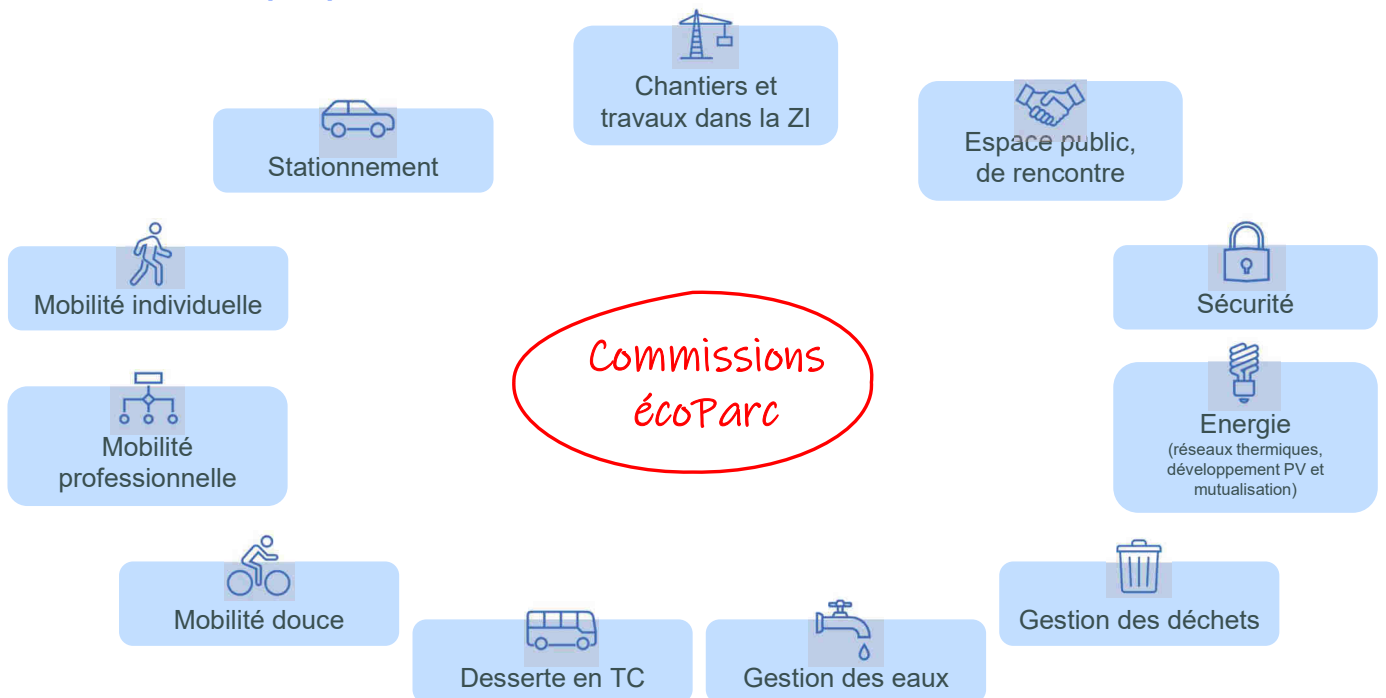 Chantiers et
travaux dans la ZI
Stationnement
Espace public,
de rencontre
Mobilité individuelle
Sécurité
Commissions
écoParc
Mobilité
professionnelle
Energie
(réseaux thermiques,
développement PV et
mutualisation)
Mobilité douce
Gestion des déchets
Desserte en TC
Gestion des eaux